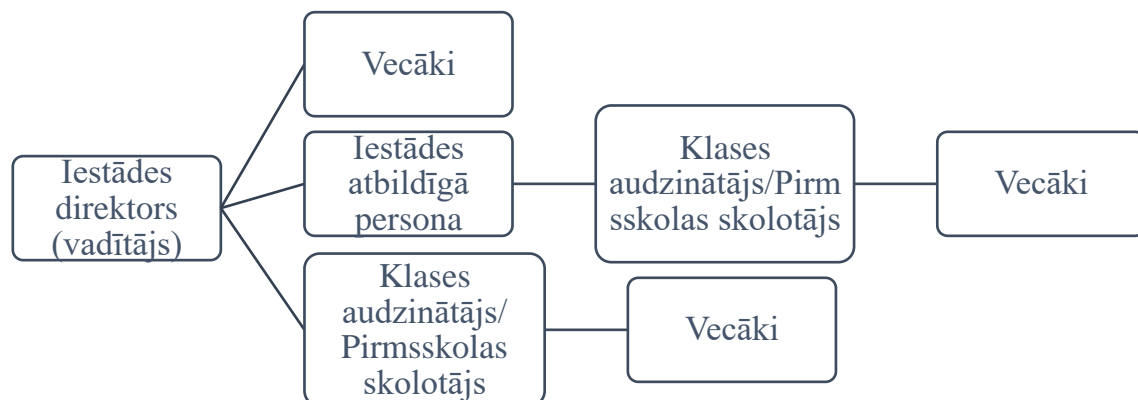 Iestādes
direktors
(vadītājs)
Vecāki
Iestādes
atbildīgā
persona
Klases
audzinātājs/Pirm
sskolas skolotājs
Vecāki
Klases
audzinātājs/
Pirmsskolas
skolotājs
Vecāki